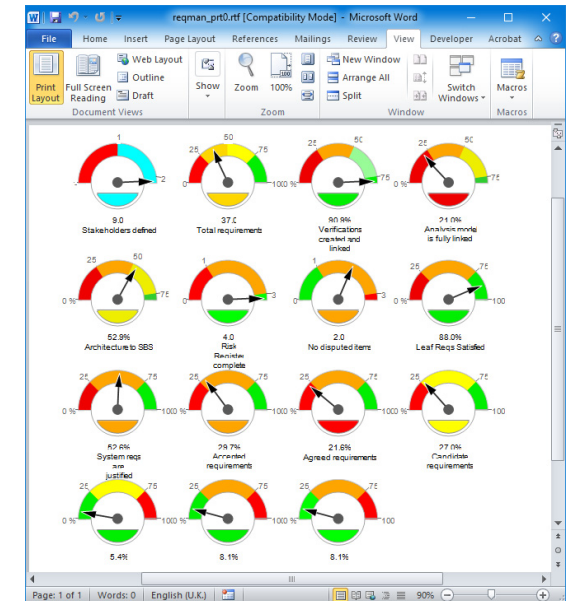 reqman_prt0.rtf [Compatibility Mode] - Microsoft Word
File Home Insert Page Layout References Mailings Review View Developer Acrobat
Print Layout
Full Screen Reading
Web Layout
Outline
Draft
Document Views
Show
Zoom
100%
Zoom
New Window
Arrange All
Split
Switch Windows
Window
Macros
Macros
1
2
9.0
Stakeholders defined
0
25
50
75
100
37.0
Total requirements
0 %
25
50
75
90.9%
Verifications
created and
linked
0 %
25
50
75
21.0%
Analysis model
is fully linked
0 %
25
50
75
52.9%
Architecture to SBS
0
1
3
4.0
Risk
Register
complete
0
1
3
2.0
No disputed items
0 %
25
75
100
88.0%
Leaf Reqs Satisfied
0 %
25
75
100
52.6%
System reqs
are
justified
0 %
25
75
100
29.7%
Accepted
requirements
0 %
25
75
100
21.6%
Agreed requirements
0 %
25
75
100
27.0%
Candidate
requirements
0 %
25
75
100
5.4%
0 %
25
75
100
8.1%
0 %
25
75
100
8.1%
Page: 1 of 1 Words: 0 English (U.K.) 90%